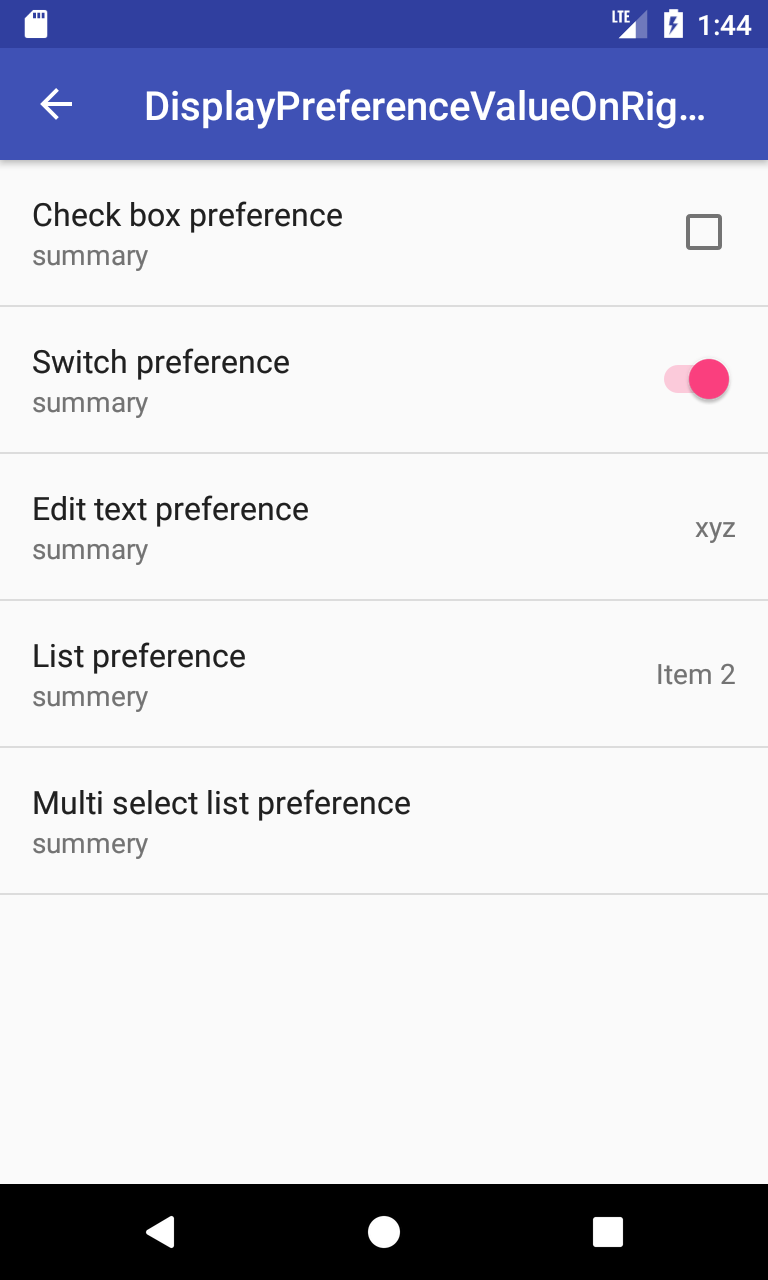 LTE 1:44
DisplayPreferenceValueOnRig...
Check box preference
summary
Switch preference
summary
Edit text preference
summary
xyz
List preference
summery
Item 2
Multi select list preference
summery